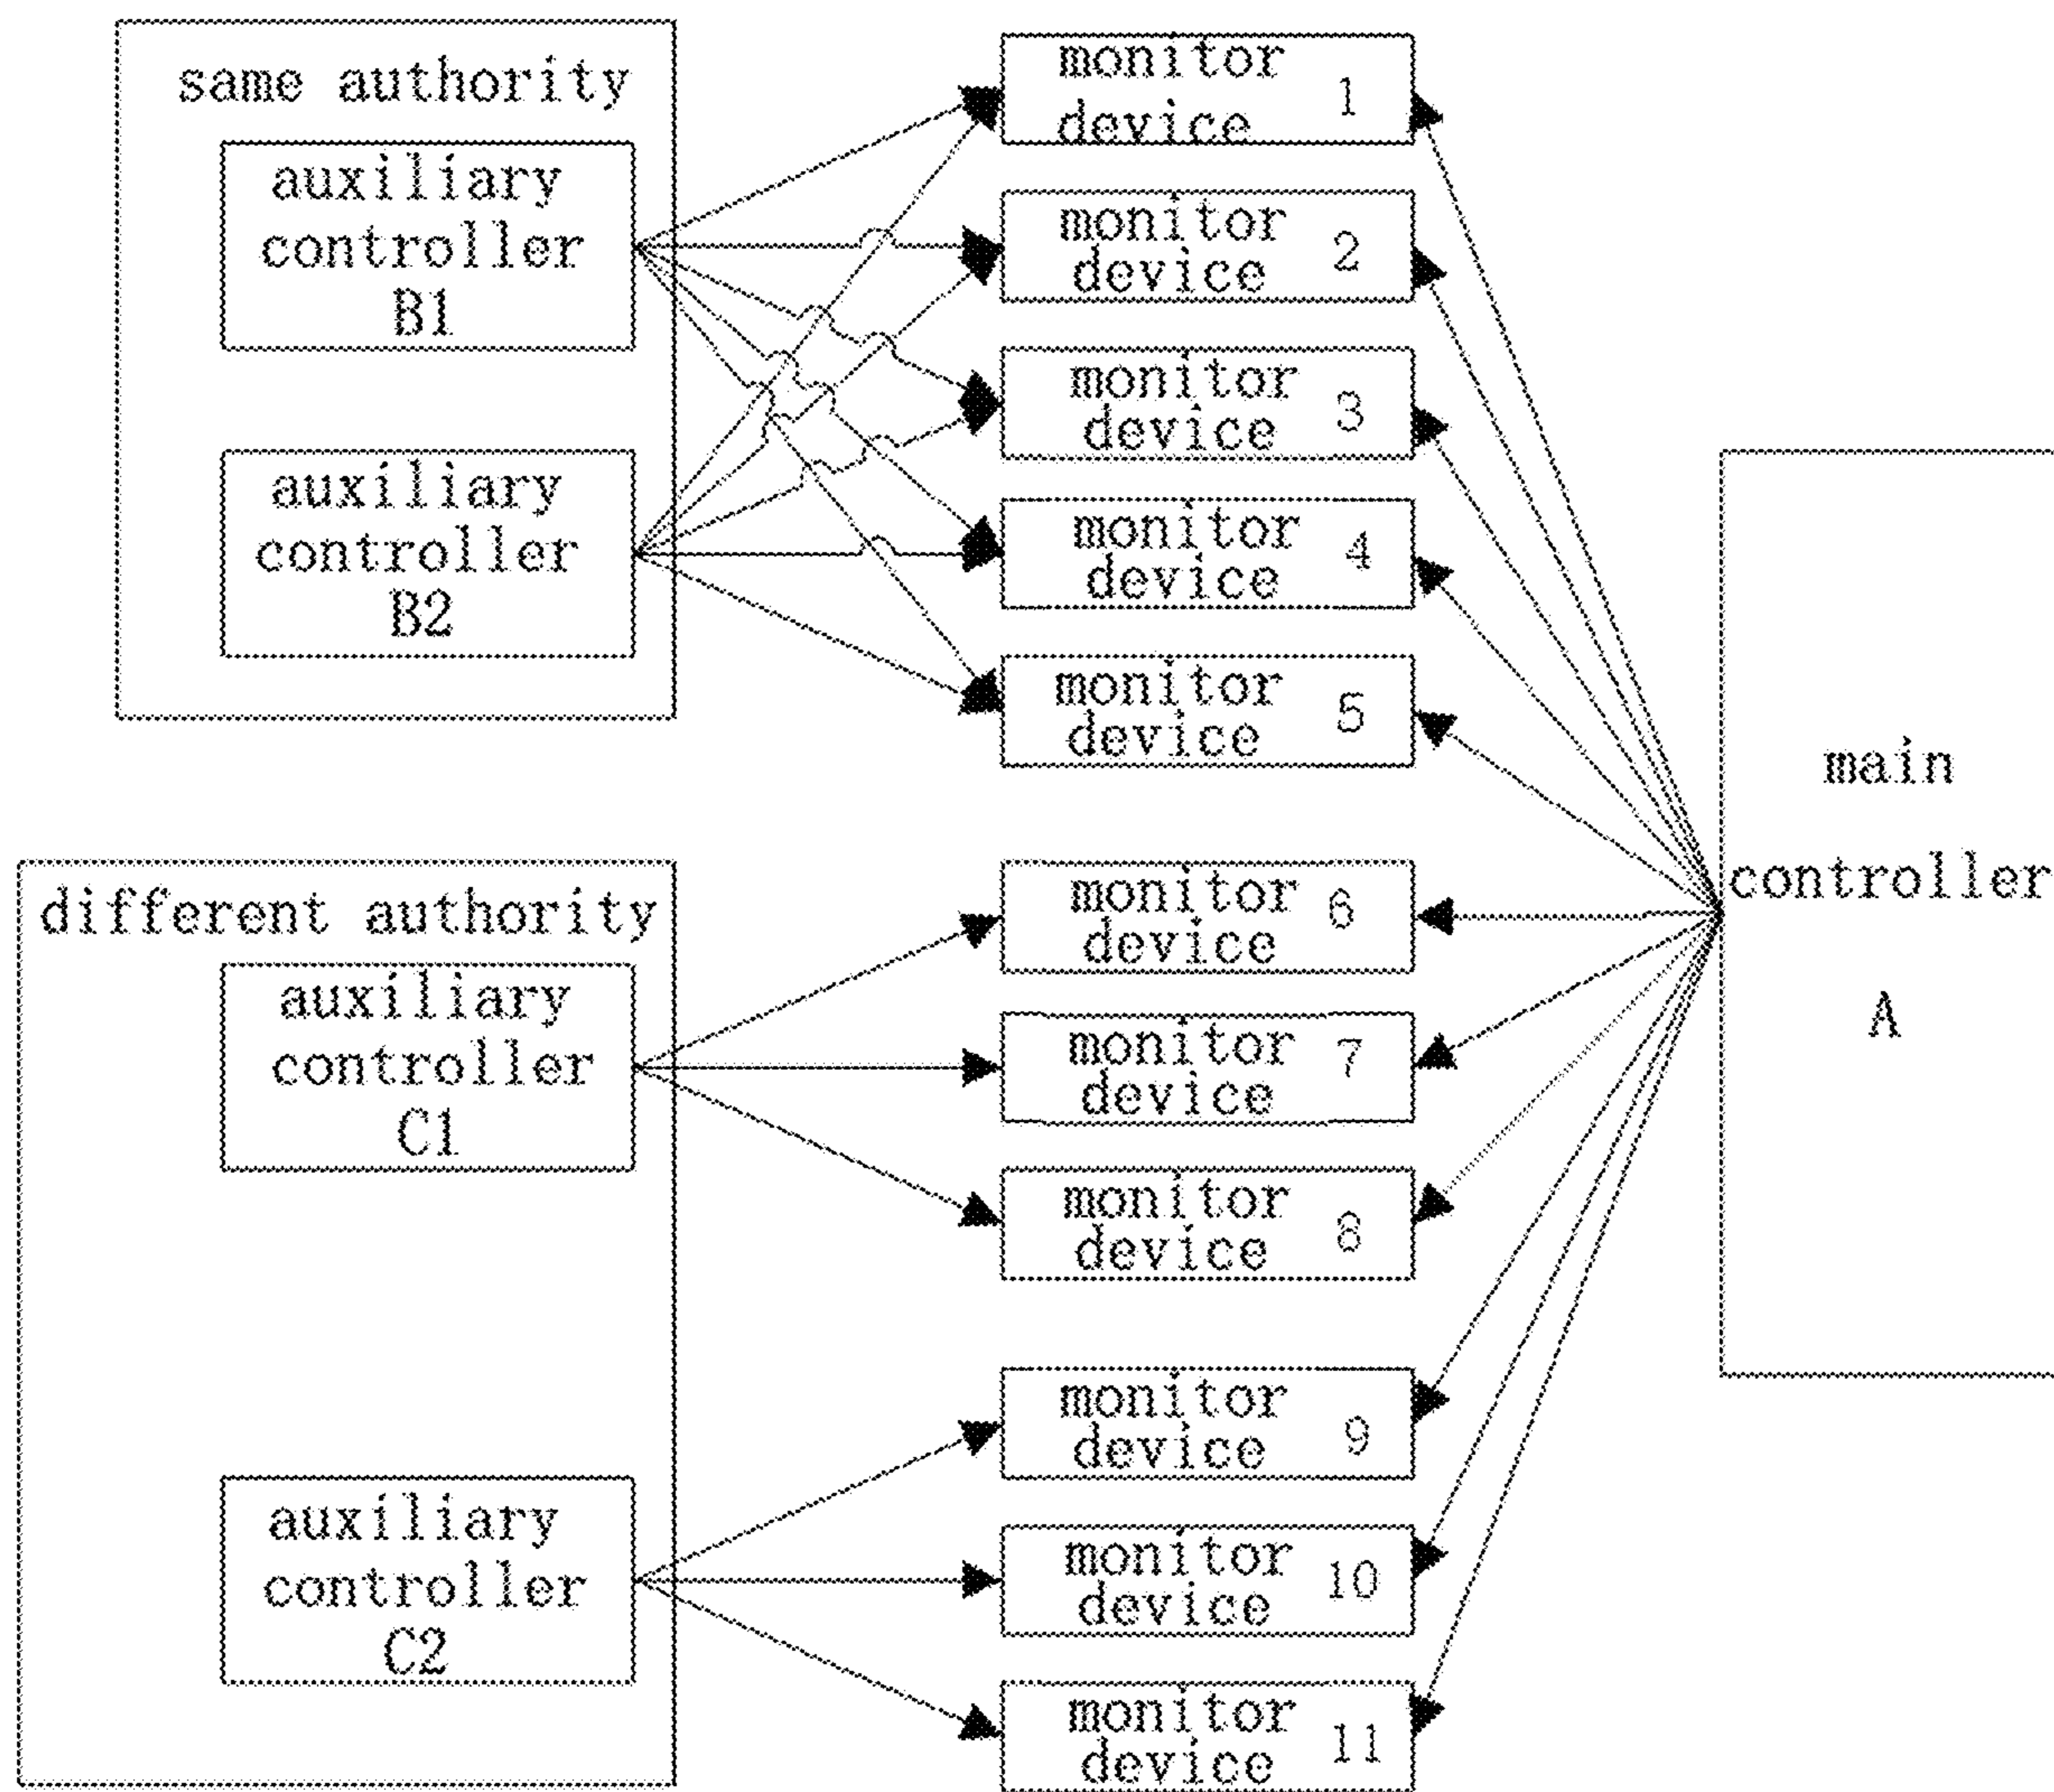 same authority
auxiliary
controller
B1
auxiliary
controller
B2
different authority
auxiliary
controller
C1
auxiliary
controller
C2
monitor
device 1
monitor
device 2
monitor
device 3
monitor
device 4
monitor
device 5
monitor
device 6
monitor
device 7
monitor
device 8
monitor
device 9
monitor
device 10
monitor
device 11
main
controller
A